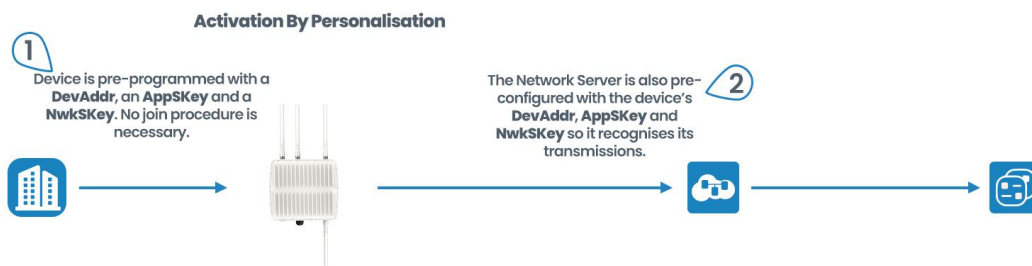 Activation By Personalisation
1
Device is pre-programmed with a
DevAddr, an AppSKey and a
NwkSKey. No join procedure is
necessary.
The Network Server is also pre-
configured with the device's
DevAddr, AppSKey and
NwkSKey so it recognises its
transmissions.
2